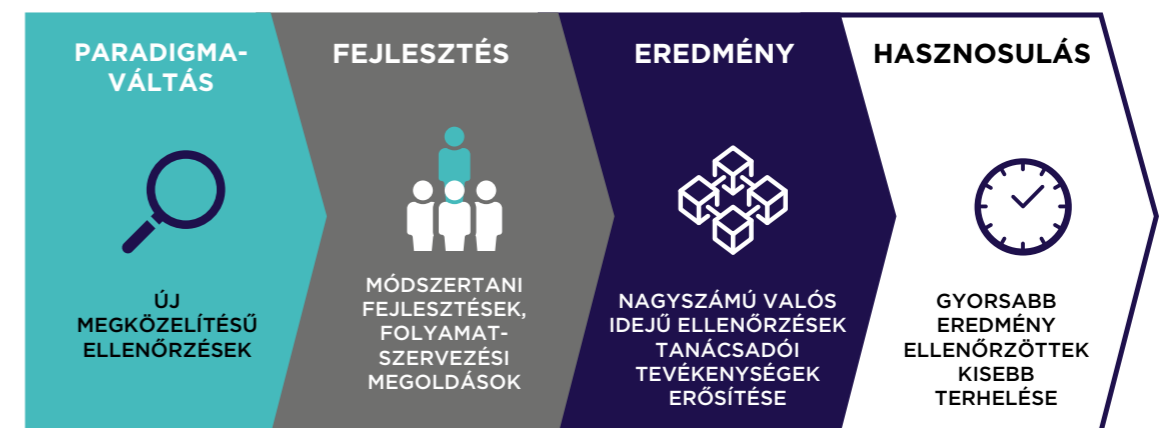 PARADIGMA-
VÁLTÁS
ÚJ
MEGKÖZELÍTÉSŰ
ELLENŐRZÉSEK
FEJLESZTÉS
MÓDSZERTANI
FEJLESZTÉSEK,
FOLYAMAT-
SZERVEZÉSI
MEGOLDÁSOK
EREDMÉNY
NAGYSZÁMÚ VALÓS
IDEJŰ ELLENŐRZÉSEK
TANÁCSADÓI
TEVÉKENYSÉGEK
ERŐSÍTÉSE
HASZNOSULÁS
GYORSABB
EREDMÉNY
ELLENŐRZÖTTEK
KISEBB
TERHELÉSE